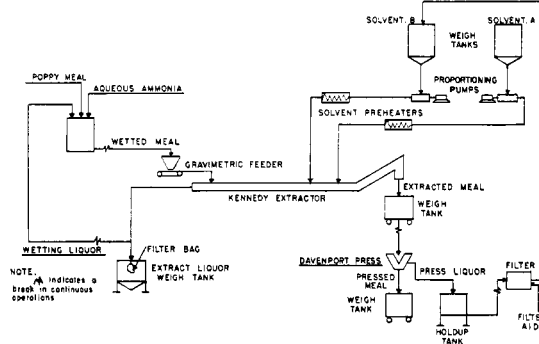 SOLVENT. B
SOLVENT. A
WEIGH
TANKS
POPPY MEAL
AQUEOUS AMMONIA
PROPORTIONING
PUMPS
SOLVENT PREHEATERS
WETTED MEAL
GRAVIMETRIC FEEDER
KENNEDY EXTRACTOR
EXTRACTED MEAL
WEIGH
TANK
WETTING LIQUOR
FILTER BAG
EXTRACT LIQUOR
WEIGH TANK
NOTE.
indicates a
break in continuous
operations
DAVENPORT PRESS
PRESSED
MEAL
PRESS LIQUOR
WEIGH
TANK
HOLDUP
TANK
FILTER
FILTE
AID